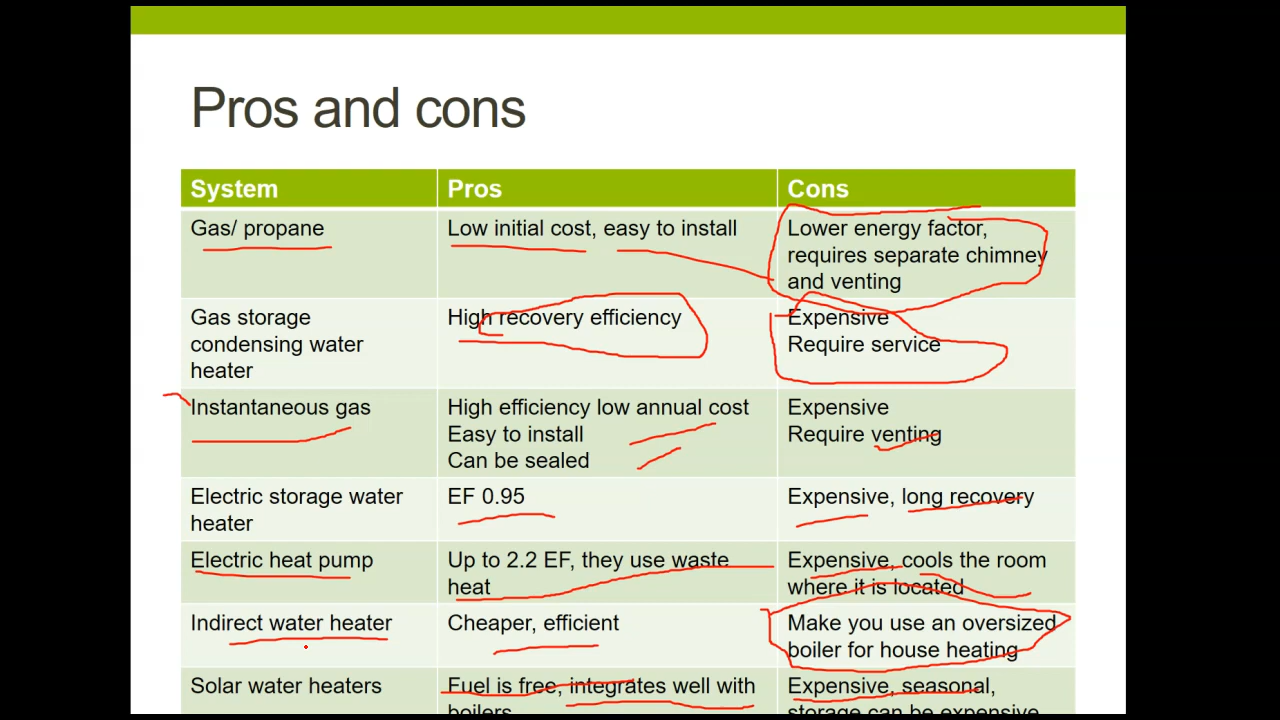 Pros and cons
System Pros Cons
Gas/ propane Low initial cost, easy to install Lower energy factor,
requires separate chimney
and venting
Gas storage High recovery efficiency Expensive
condensing water Require service
heater
Instantaneous gas High efficiency low annual cost Expensive
Easy to install Require venting
Can be sealed
Electric storage water EF 0.95 Expensive, long recovery
heater
Electric heat pump Up to 2.2 EF, they use waste Expensive, cools the room
heat where it is located
Indirect water heater Cheaper, efficient Make you use an oversized
boiler for house heating
Solar water heaters Fuel is free, integrates well with Expensive, seasonal,
boilers storage can be expensive